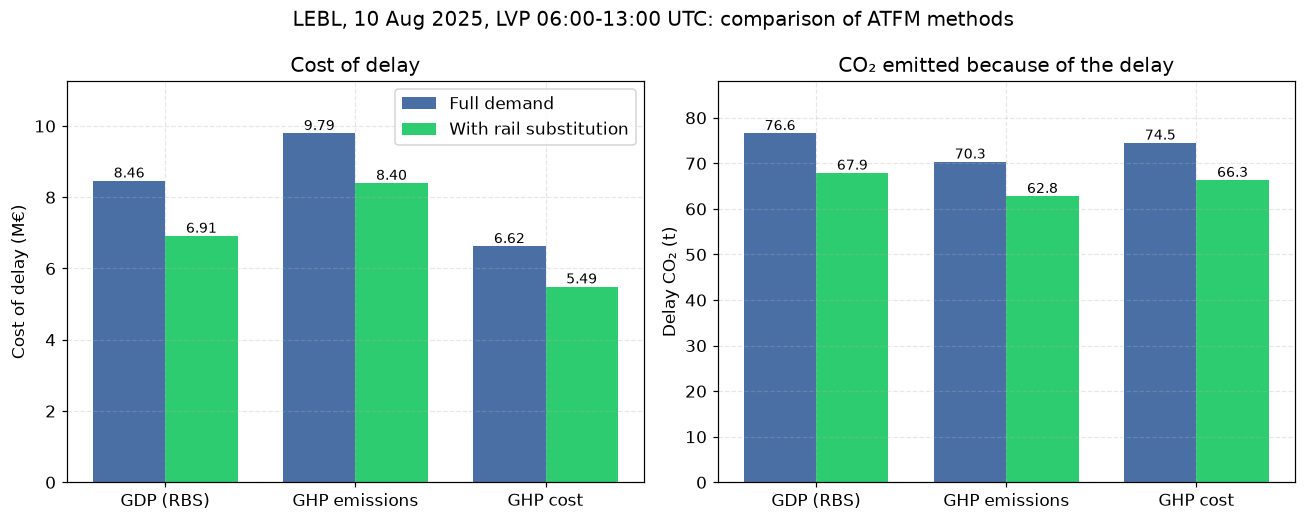 LEBL, 10 Aug 2025, LVP 06:00-13:00 UTC: comparison of ATFM methods
Cost of delay
Cost of delay (M€)
10
8
6
4
2
0
Full demand
With rail substitution
8.46
6.91
9.79
8.40
6.62
5.49
GDP (RBS)
GHP emissions
GHP cost
CO₂ emitted because of the delay
Delay CO₂ (t)
80
70
60
50
40
30
20
10
0
76.6
67.9
70.3
62.8
74.5
66.3
GDP (RBS)
GHP emissions
GHP cost